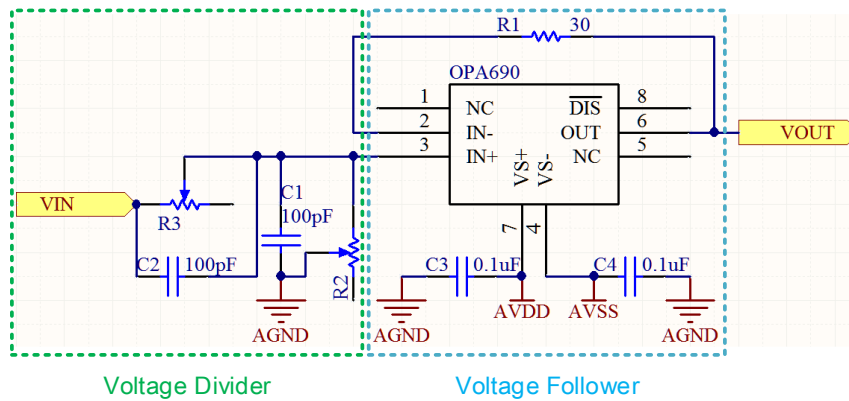 R1 30
OPA690
1 NC DIS 8
2 IN- OUT 6
3 IN+ NC 5
VS+ VS-
7 4
VIN
VOUT
R3
C1
100pF
C2 100pF
R2
C3 0.1uF
C4 0.1uF
AGND
AGND
AVDD
AVSS
AGND
Voltage Divider
Voltage Follower